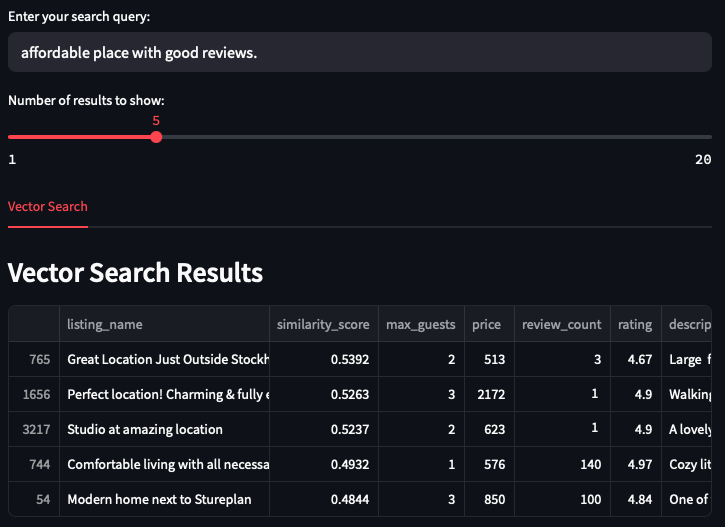 Enter your search query:
affordable place with good reviews.
Number of results to show:
5
1 20
Vector Search
Vector Search Results
listing_name similarity_score max_guests price review_count rating descrip
765 Great Location Just Outside Stockh 0.5392 2 513 3 4.67 Large f
1656 Perfect location! Charming & fully e 0.5263 3 2172 1 4.9 Walking
3217 Studio at amazing location 0.5237 2 623 1 4.9 A lovely
744 Comfortable living with all necessa 0.4932 1 576 140 4.97 Cozy lit
54 Modern home next to Stureplan 0.4844 3 850 100 4.84 One of